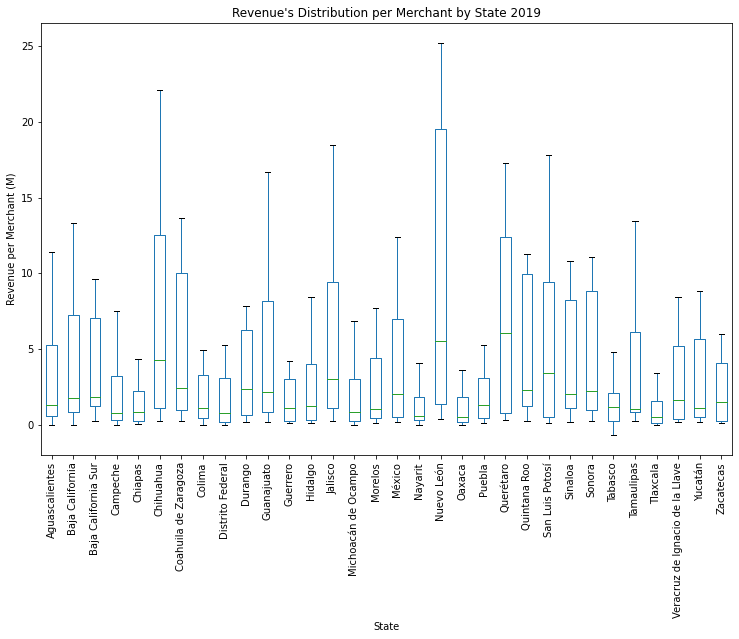 Revenue's Distribution per Merchant by State 2019
25
20
15
10
5
0
Revenue per Merchant (M)
Aguascalientes
Baja California
Baja California Sur
Campeche
Chiapas
Chihuahua
Coahuila de Zaragoza
Colima
Distrito Federal
Durango
Guanajuato
Guerrero
Hidalgo
Jalisco
Michoacán de Ocampo
Morelos
México
Nayarit
Nuevo León
Oaxaca
Puebla
Querétaro
Quintana Roo
San Luis Potosí
Sinaloa
Sonora
Tabasco
Tamaulipas
Tlaxcala
Veracruz de Ignacio de la Llave
Yucatán
Zacatecas
State